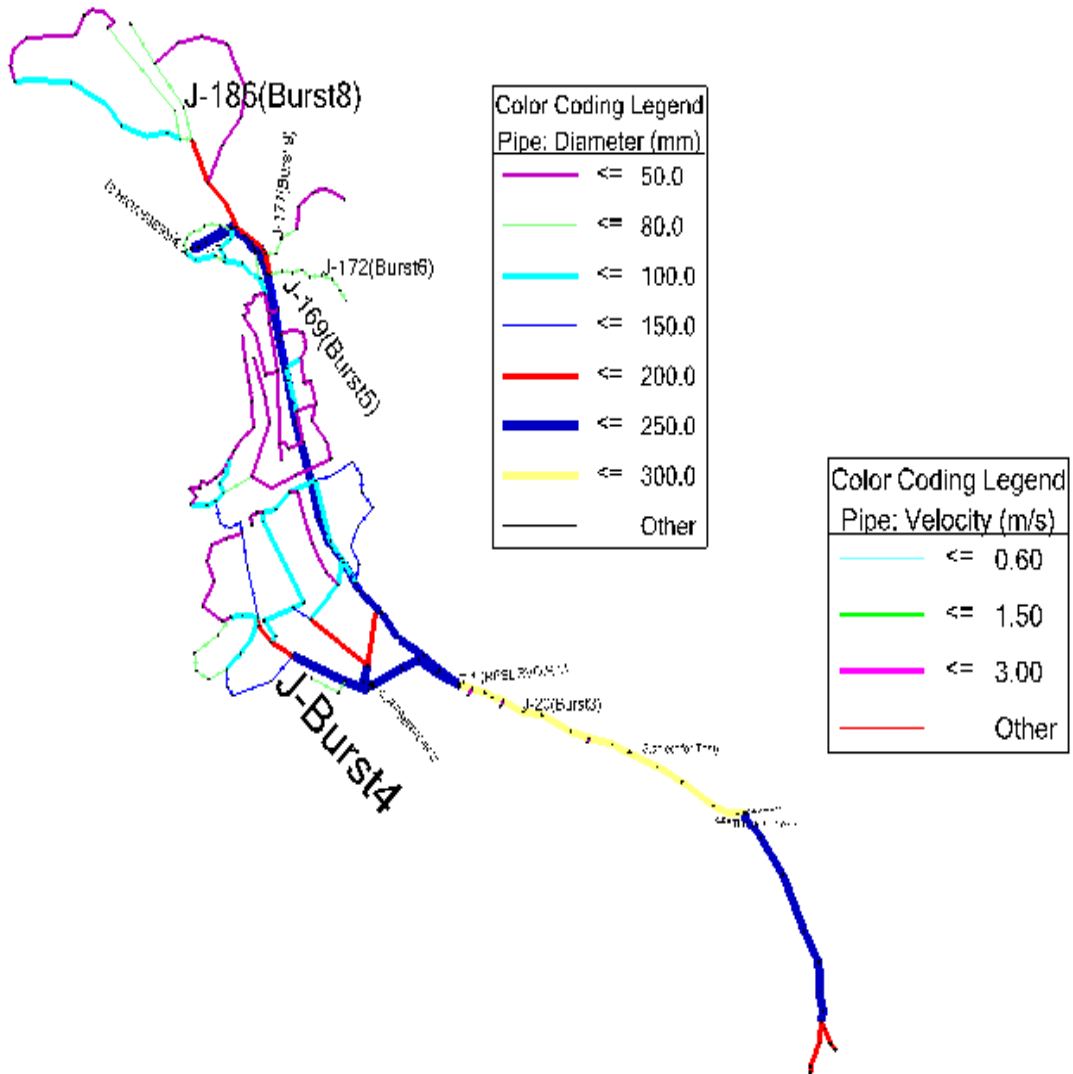 J-186(Burst8)
J-172(Burst6)
J-169(Burst5)
J-20(Burst3)
J-Burst4
Color Coding Legend
Pipe: Diameter (mm)
<= 50.0
<= 80.0
<= 100.0
<= 150.0
<= 200.0
<= 250.0
<= 300.0
Other
Color Coding Legend
Pipe: Velocity (m/s)
<= 0.60
<= 1.50
<= 3.00
Other